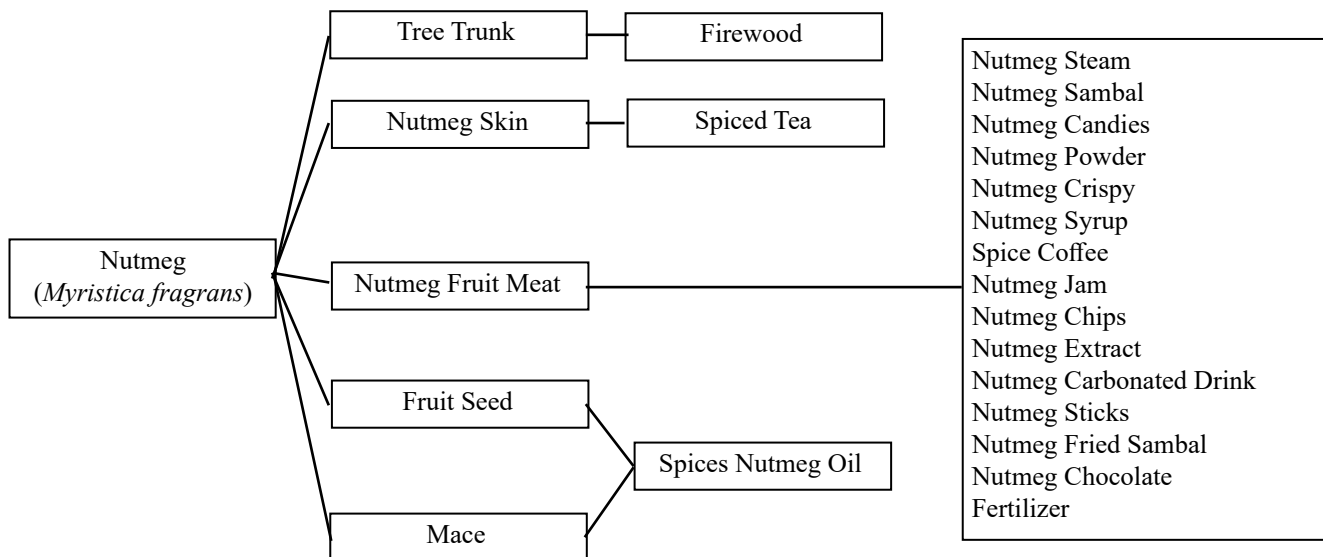 Tree Trunk
Firewood
Nutmeg Skin
Spiced Tea
Nutmeg
(Myristica fragrans)
Nutmeg Fruit Meat
Fruit Seed
Spices Nutmeg Oil
Mace
Nutmeg Steam
Nutmeg Sambal
Nutmeg Candies
Nutmeg Powder
Nutmeg Crispy
Nutmeg Syrup
Spice Coffee
Nutmeg Jam
Nutmeg Chips
Nutmeg Extract
Nutmeg Carbonated Drink
Nutmeg Sticks
Nutmeg Fried Sambal
Nutmeg Chocolate
Fertilizer